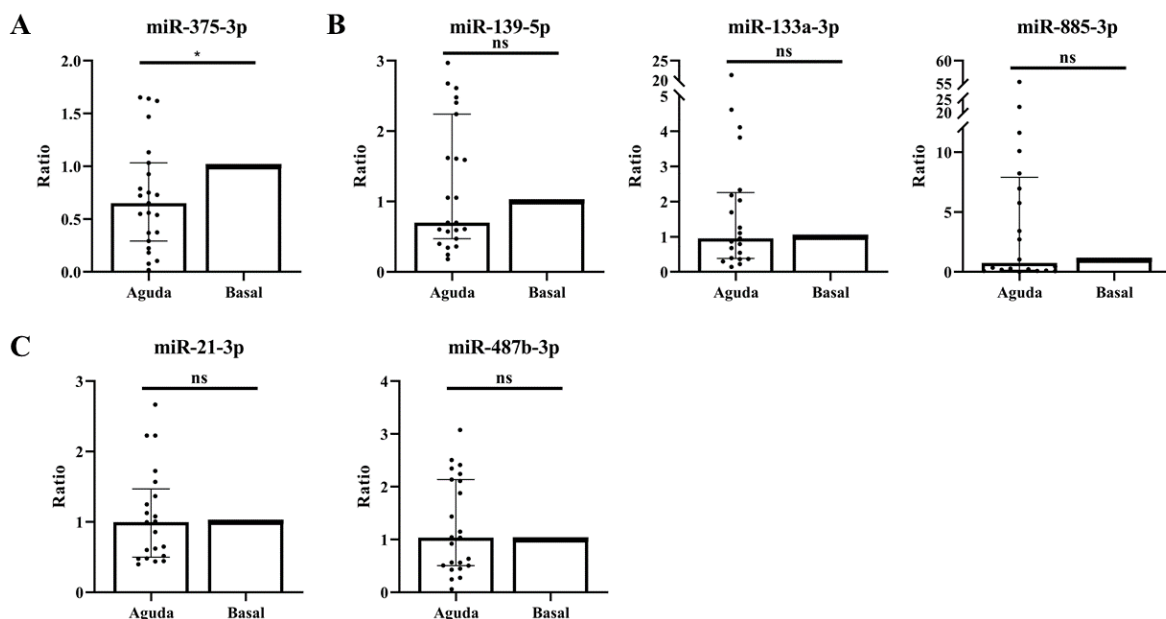 A
miR-375-3p
*
Ratio
2.0
1.5
1.0
0.5
0.0
Aguda
Basal
B
miR-139-5p
ns
Ratio
3
2
1
0
Aguda
Basal
miR-133a-3p
ns
Ratio
25
20
5
4
3
2
1
0
Aguda
Basal
miR-885-3p
ns
Ratio
60
55
25
20
10
5
0
Aguda
Basal
C
miR-21-3p
ns
Ratio
3
2
1
0
Aguda
Basal
miR-487b-3p
ns
Ratio
4
3
2
1
0
Aguda
Basal